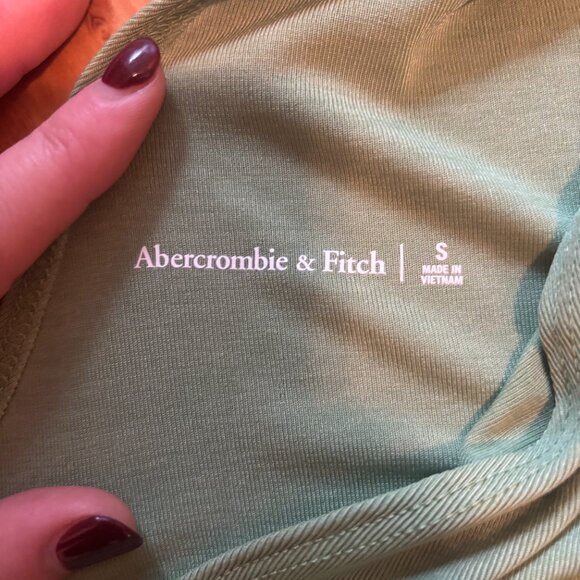 Abercrombie & Fitch | S
MADE IN
VIETNAM